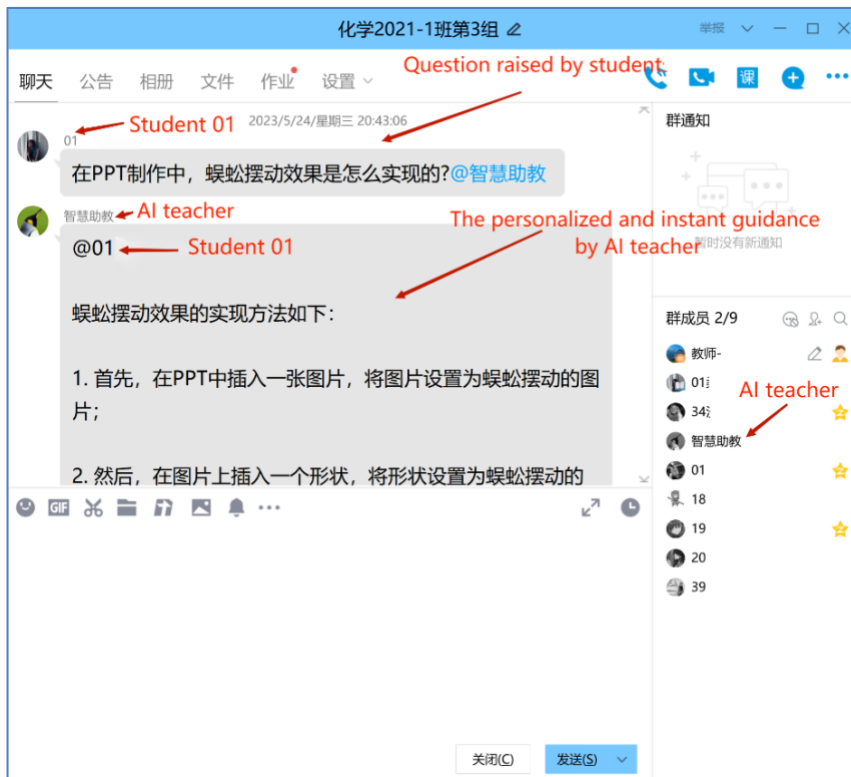 化学2021-1班第3组
举报
聊天 公告 相册 文件 作业 设置
Question raised by student
课
Student 01
2023/5/24/星期三 20:43:06
01
在PPT制作中，蜈蚣摆动效果是怎么实现的?@智慧助教
智慧助教
AI teacher
@01
Student 01
The personalized and instant guidance
by AI teacher
蜈蚣摆动效果的实现方法如下：
1. 首先，在PPT中插入一张图片，将图片设置为蜈蚣摆动的图
片；
2. 然后，在图片上插入一个形状，将形状设置为蜈蚣摆动的
GIF
关闭(C)
发送(S)
群通知
暂时没有新通知
群成员 2/9
教师-
01
34
AI teacher
智慧助教
01
18
19
20
39